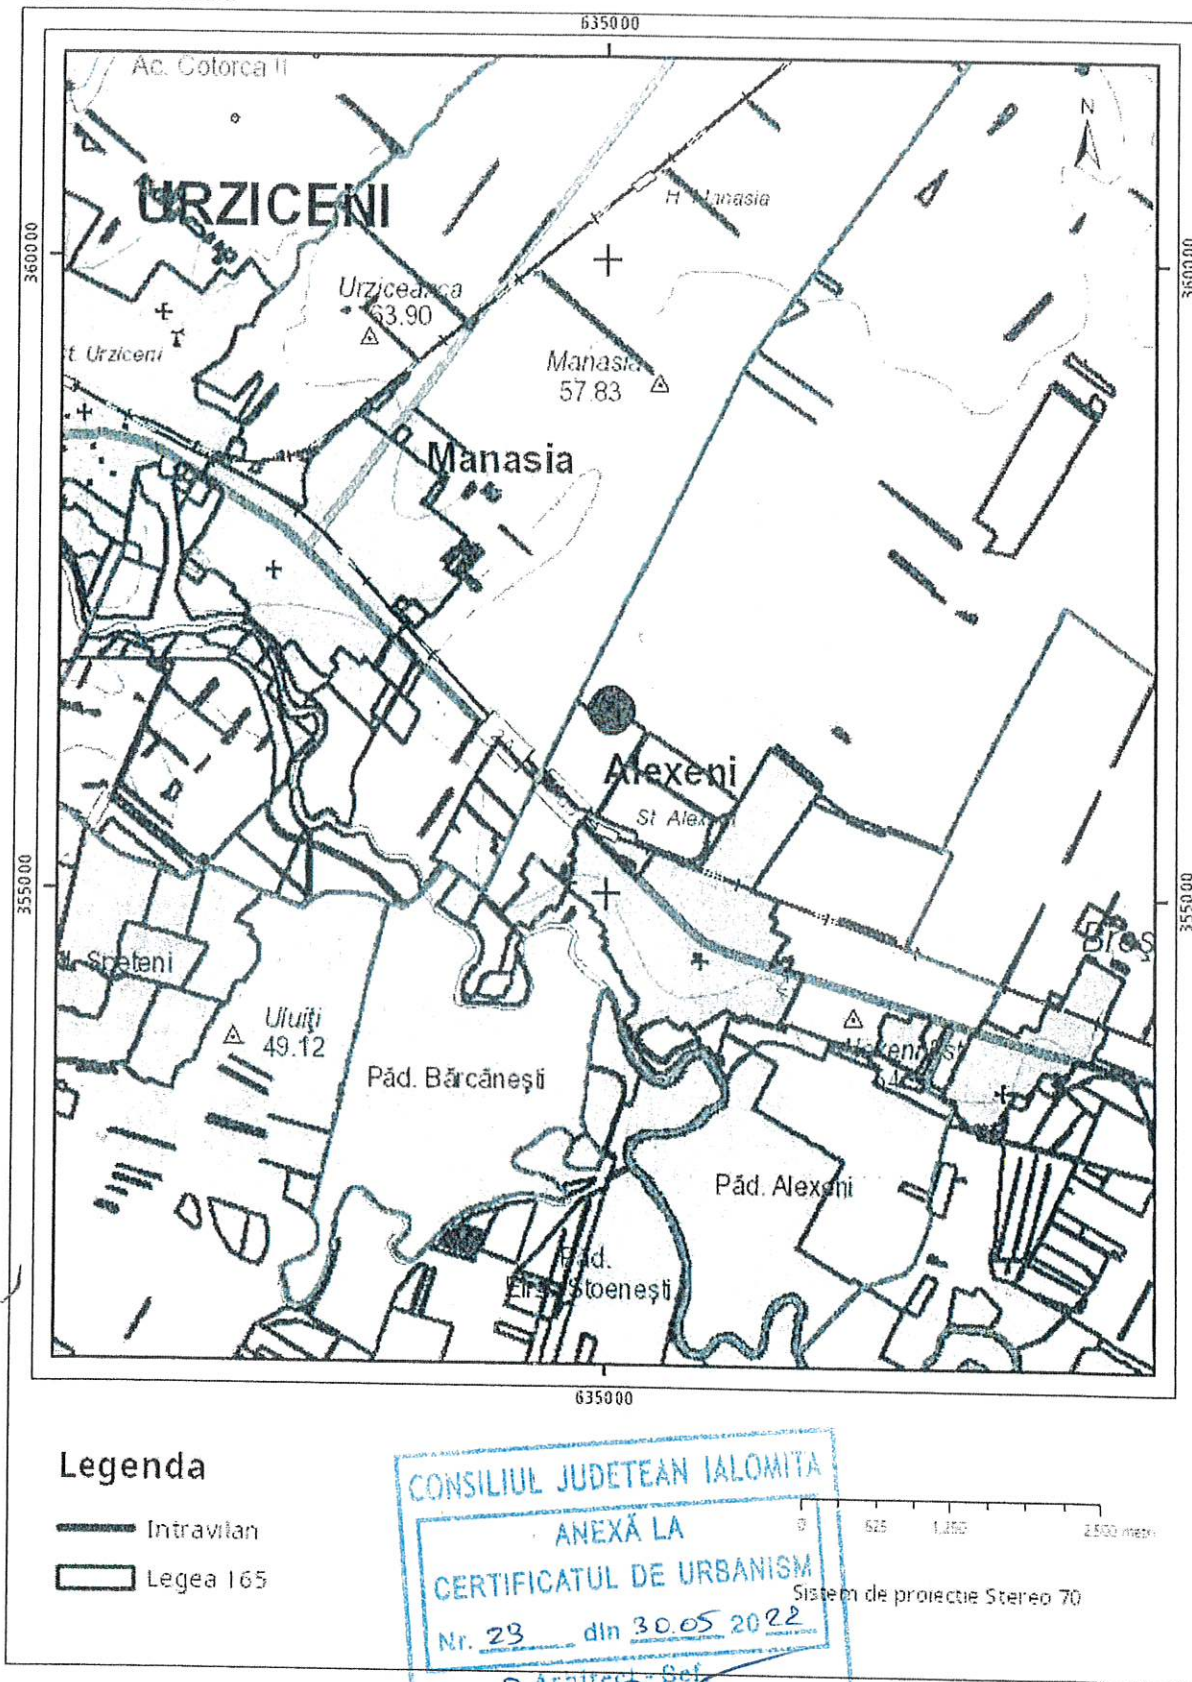 635000
Ac. Cotorca II
N
URZICENI
H Manasia
360000
360000
Urziceanca
63.90
St. Urziceni
Manasia
57.83
Manasia
Alexeni
St Alexeni
355000
355000
Speteni
Uluiți
49.12
Păd. Bărcănești
Păd. Alexeni
Păd.
Stoenești
635000
Legenda
Intravilan
Legea 165
CONSILIUL JUDETEAN IALOMITA
ANEXĂ LA
CERTIFICATUL DE URBANISM
Nr. 29 din 30.05 2022
0 625 1.250 2.500 metri
Sistem de proiectie Stereo 70